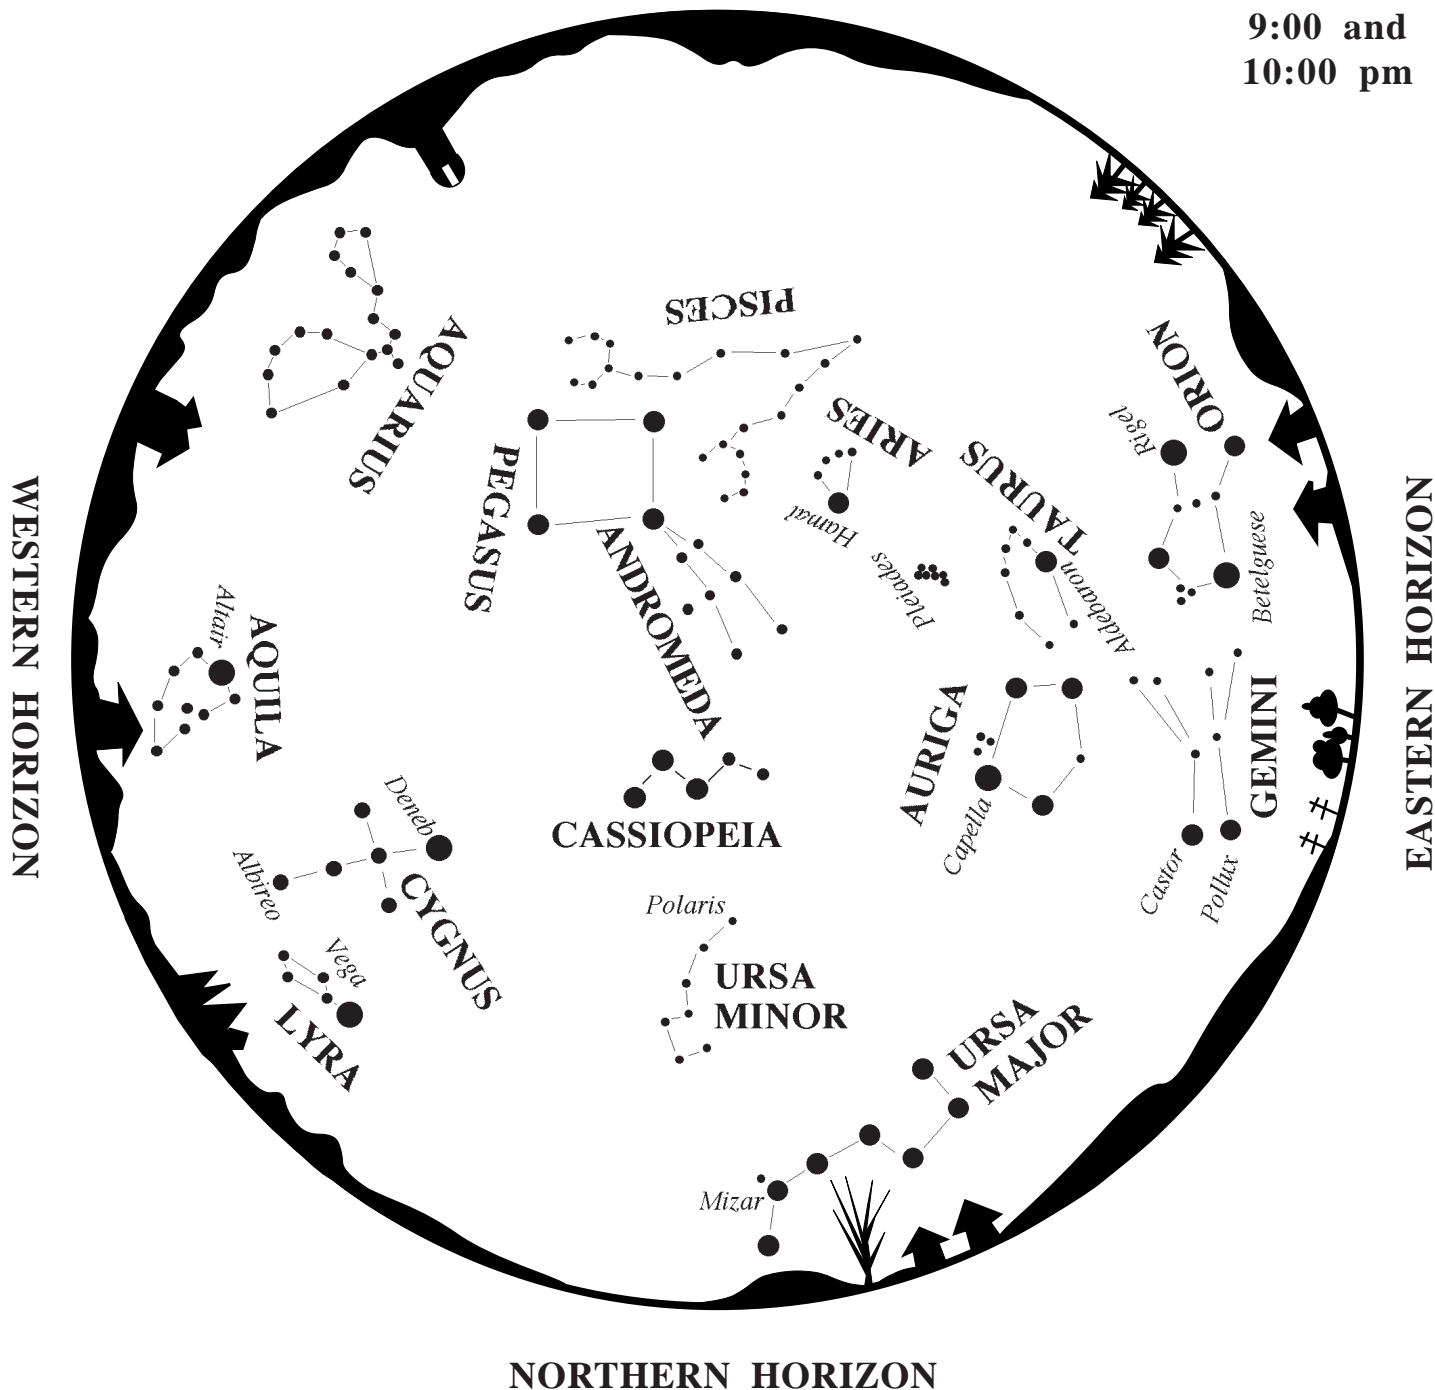 9:00 and
10:00 pm
PISCES
ORION
AQUARIUS
Rigel
ARIES
TAURUS
PEGASUS
Hamal
WESTERN HORIZON
EASTERN HORIZON
ANDROMEDA
Pleiades
Aldebaron
Betelguese
Altair
AQUILA
AURIGA
GEMINI
Deneb
CASSIOPEIA
Capella
Castor
Pollux
Albireo
CYGNUS
Polaris
Vega
URSA
MINOR
LYRA
URSA
MAJOR
Mizar
NORTHERN HORIZON